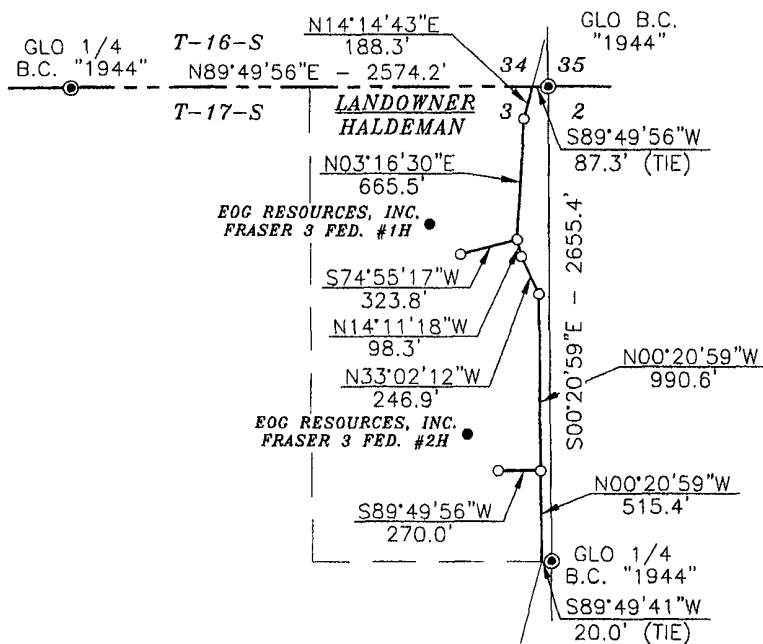 N14°14'43"E
188.3'
GLO B.C.
"1944"
GLO 1/4
B.C. "1944"
T-16-S
34
35
N89°49'56"E - 2574.2'
T-17-S
LANDOWNER
HALDEMAN
3
2
S89°49'56"W
87.3' (TIE)
N03°16'30"E
665.5'
EOG RESOURCES, INC.
FRASER 3 FED. #1H
S74°55'17"W
323.8'
N14°11'18"W
98.3'
N33°02'12"W
246.9'
S00°20'59"E - 2655.4'
N00°20'59"W
990.6'
EOG RESOURCES, INC.
FRASER 3 FED. #2H
S89°49'56"W
270.0'
N00°20'59"W
515.4'
GLO 1/4
B.C. "1944"
S89°49'41"W
20.0' (TIE)